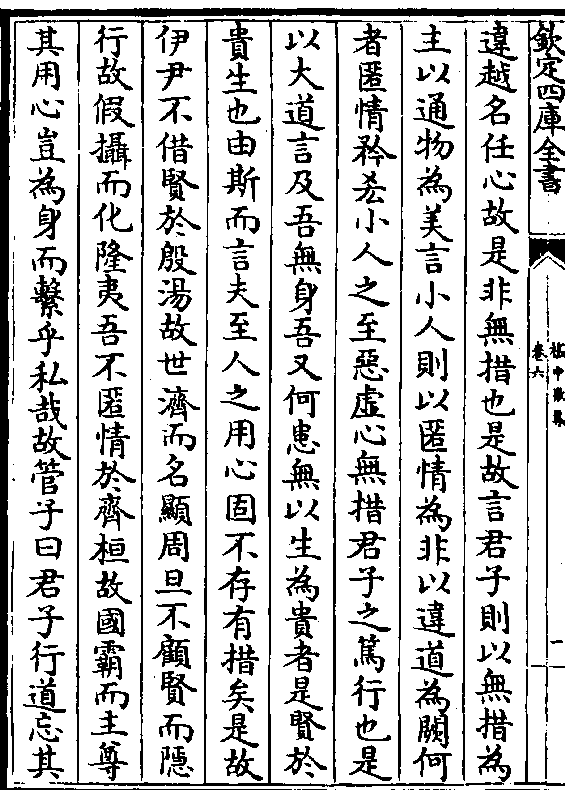 欽定四庫全書
嵇中散集
卷六
一
違越名任心故是非無措也是故言君子則以無措為
主以通物為美言小人則以匿情為非以違道為闕何
者匿情矜吝小人之至惡虛心無措君子之篤行也是
以大道言及吾無身吾又何患無以生為貴者是賢於
貴生也由斯而言夫至人之用心固不存有措矣是故
伊尹不借賢於殷湯故世濟而名顯周旦不顧賢而隱
行故假攝而化隆夷吾不匿情於齊桓故國霸而主尊
其用心豈為身而繫乎私哉故管子曰君子行道忘其